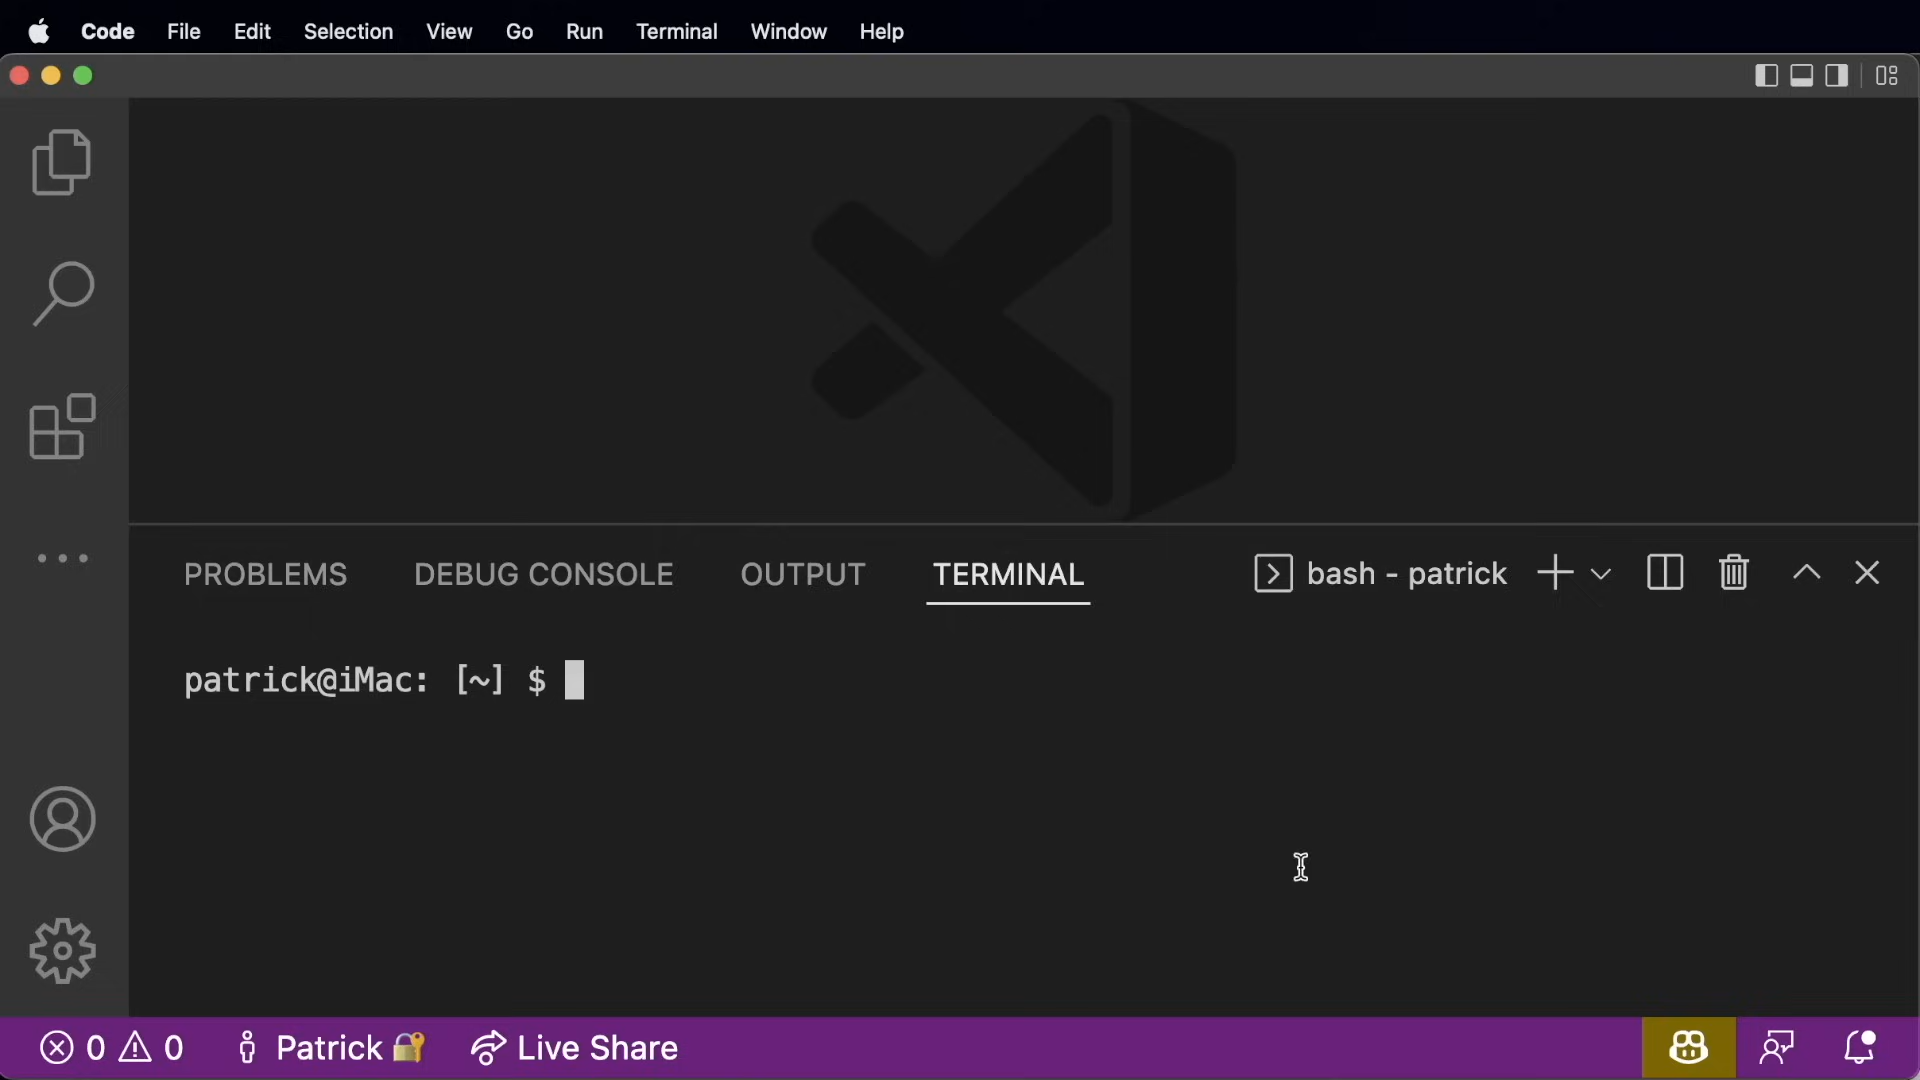 Code File Edit Selection View Go Run Terminal Window Help
PROBLEMS DEBUG CONSOLE OUTPUT TERMINAL bash - patrick
patrick@iMac: [~] $
0 0 Patrick Live Share